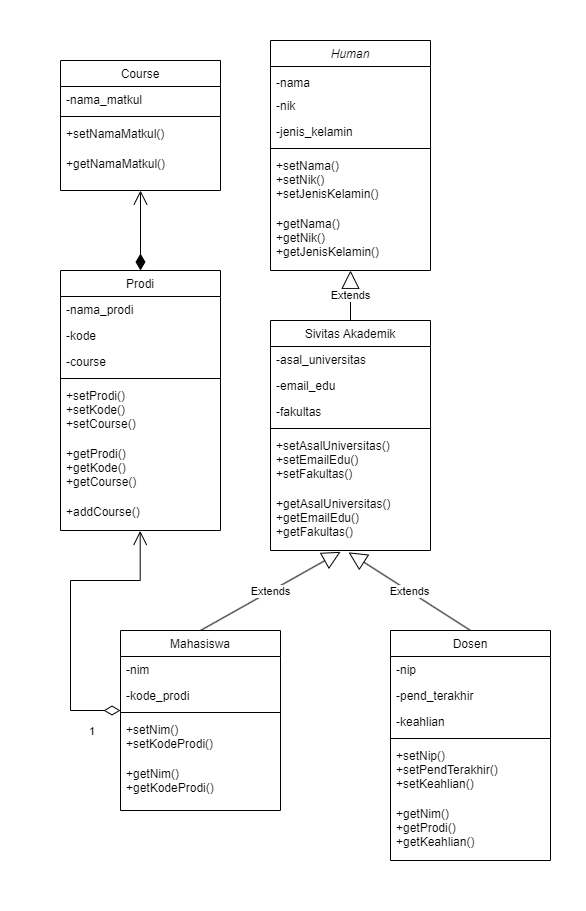 Course
-nama_matkul
+setNamaMatkul()
+getNamaMatkul()
Human
-nama
-nik
-jenis_kelamin
+setNama()
+setNik()
+setJenisKelamin()
+getNama()
+getNik()
+getJenisKelamin()
Extends
Prodi
-nama_prodi
-kode
-course
+setProdi()
+setKode()
+setCourse()
+getProdi()
+getKode()
+getCourse()
+addCourse()
Sivitas Akademik
-asal_universitas
-email_edu
-fakultas
+setAsalUniversitas()
+setEmailEdu()
+setFakultas()
+getAsalUniversitas()
+getEmailEdu()
+getFakultas()
Extends
Extends
Mahasiswa
-nim
-kode_prodi
+setNim()
+setKodeProdi()
+getNim()
+getKodeProdi()
1
Dosen
-nip
-pend_terakhir
-keahlian
+setNip()
+setPendTerakhir()
+setKeahlian()
+getNim()
+getProdi()
+getKeahlian()